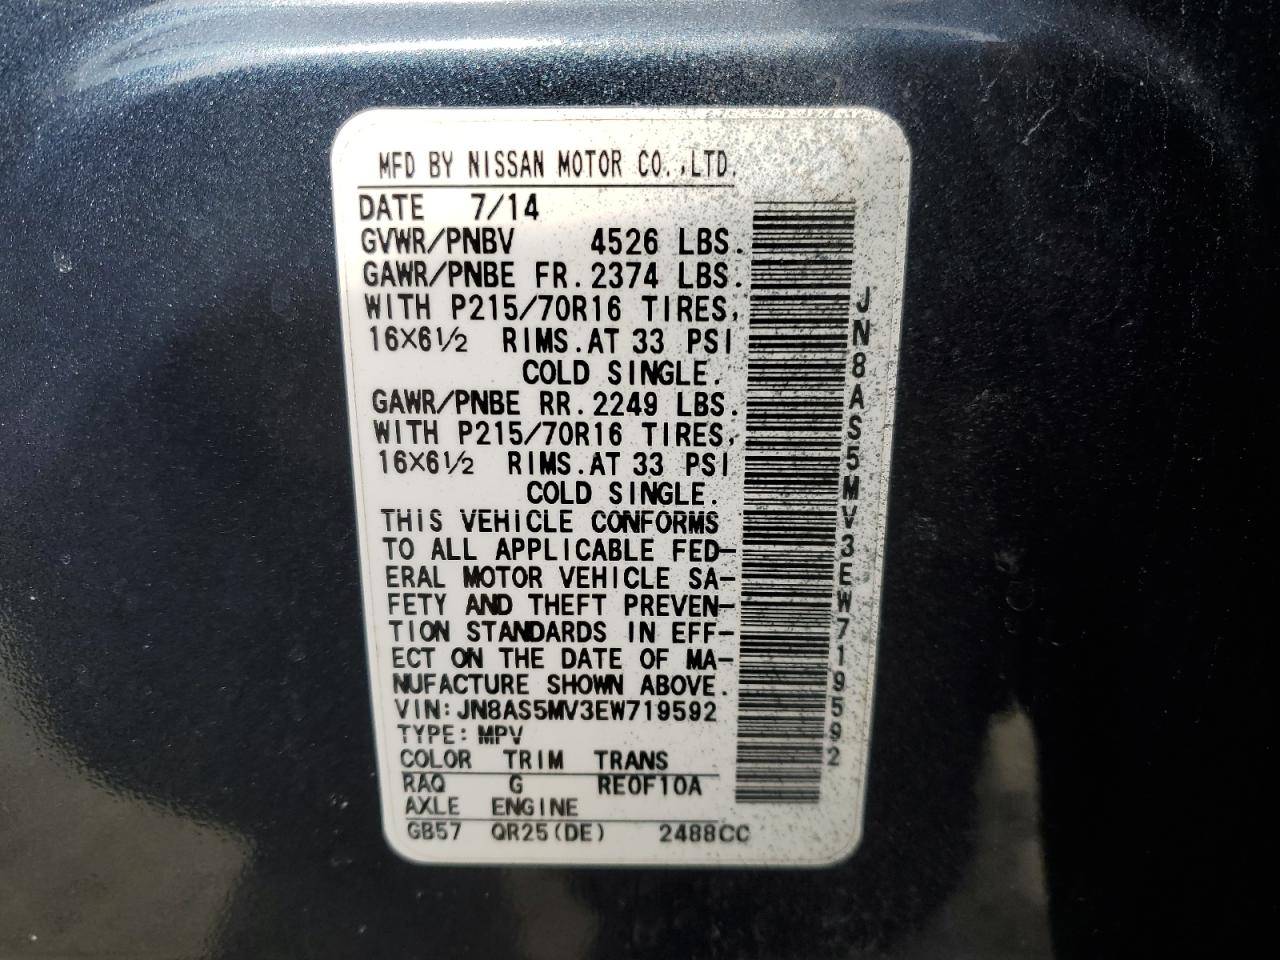 MFD BY NISSAN MOTOR CO.,LTD.
DATE 7/14
GVWR/PNBV 4526 LBS.
GAWR/PNBE FR.2374 LBS.
WITH P215/70R16 TIRES,
16X6½ RIMS.AT 33 PSI
COLD SINGLE.
GAWR/PNBE RR.2249 LBS.
WITH P215/70R16 TIRES,
16X6½ RIMS.AT 33 PSI
COLD SINGLE.
THIS VEHICLE CONFORMS
TO ALL APPLICABLE FED-
ERAL MOTOR VEHICLE SA-
FETY AND THEFT PREVEN-
TION STANDARDS IN EFF-
ECT ON THE DATE OF MA-
NUFACTURE SHOWN ABOVE.
VIN:JN8AS5MV3EW719592
TYPE: MPV
COLOR TRIM TRANS
RAQ G RE0F10A
AXLE ENGINE
GB57 QR25(DE) 2488CC
JN8AS5MV3EW719592